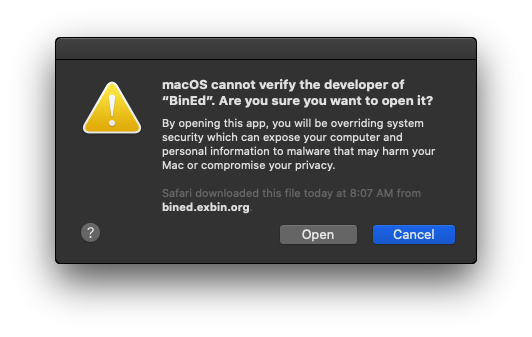 macOS cannot verify the developer of
“BinEd”. Are you sure you want to open it?
By opening this app, you will be overriding system
security which can expose your computer and
personal information to malware that may harm your
Mac or compromise your privacy.
Safari downloaded this file today at 8:07 AM from
bined.exbin.org.
?
Open
Cancel